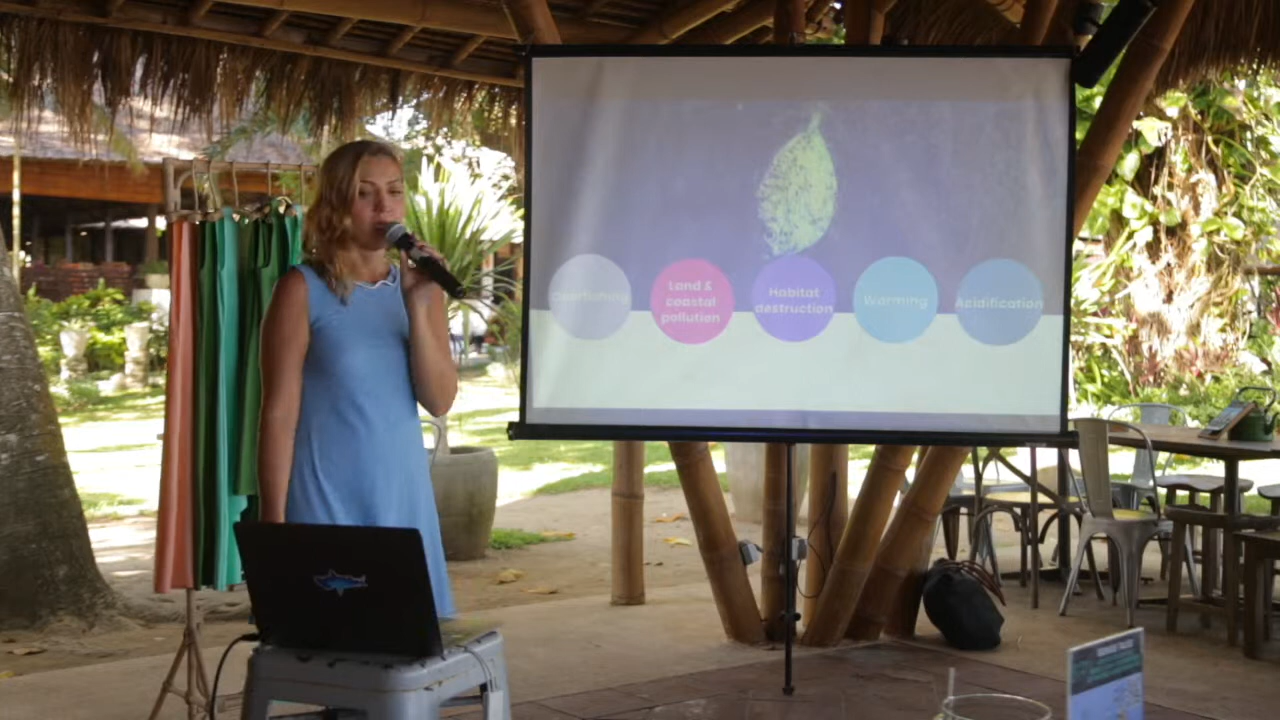 Land &
coastal
pollution
Habitat
destruction
Warming
Acidification